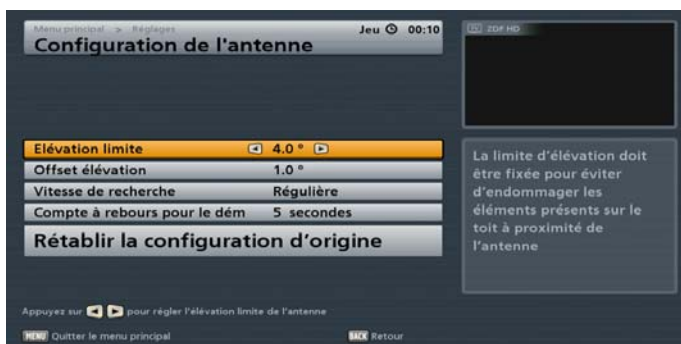 Menu principal > Réglages
Configuration de l'antenne
Jeu 00:10
ZDF HD
Elévation limite 4.0 °
Offset élévation 1.0 °
Vitesse de recherche Régulière
Compte à rebours pour le dém 5 secondes
Rétablir la configuration d’origine
La limite d’élévation doit
être fixée pour éviter
d’endommager les
éléments présents sur le
toit à proximité de
l’antenne
Appuyez sur pour régler l’élévation limite de l’antenne
MENU Quitter le menu principal
BACK Retour